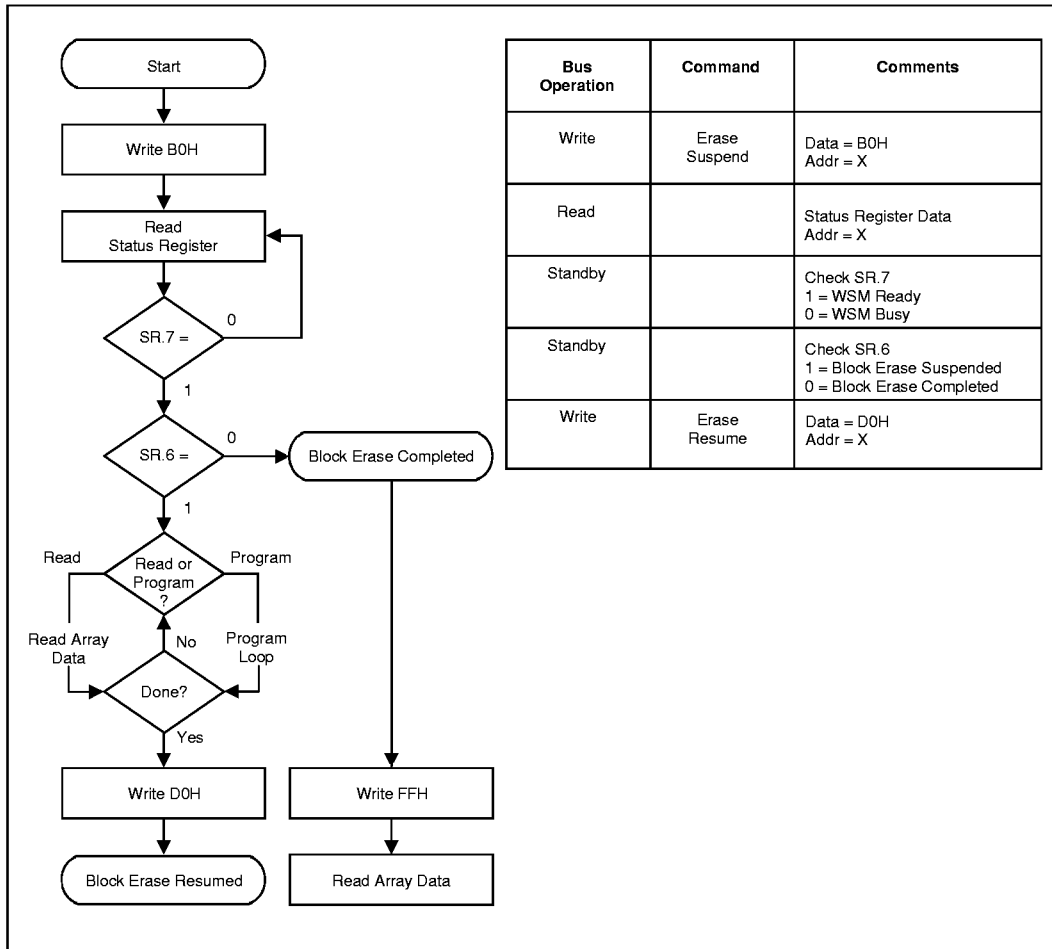 Start
Write B0H
Read
Status Register
SR.7 =
0
1
SR.6 =
0
Block Erase Completed
1
Read
Read or
Program
?
Program
Read Array
Data
No
Program
Loop
Done?
Yes
Write D0H
Write FFH
Block Erase Resumed
Read Array Data
Bus
Operation
Command
Comments
Write
Erase
Suspend
Data = B0H
Addr = X
Read
Status Register Data
Addr = X
Standby
Check SR.7
1 = WSM Ready
0 = WSM Busy
Standby
Check SR.6
1 = Block Erase Suspended
0 = Block Erase Completed
Write
Erase
Resume
Data = D0H
Addr = X